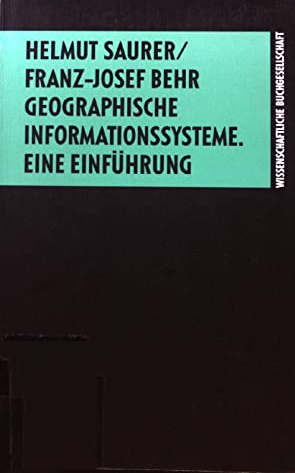 HELMUT SAURER/
FRANZ-JOSEF BEHR
GEOGRAPHISCHE
INFORMATIONSSYSTEME.
EINE EINFÜHRUNG
WISSENSCHAFTLICHE BUCHGESELLSCHAFT